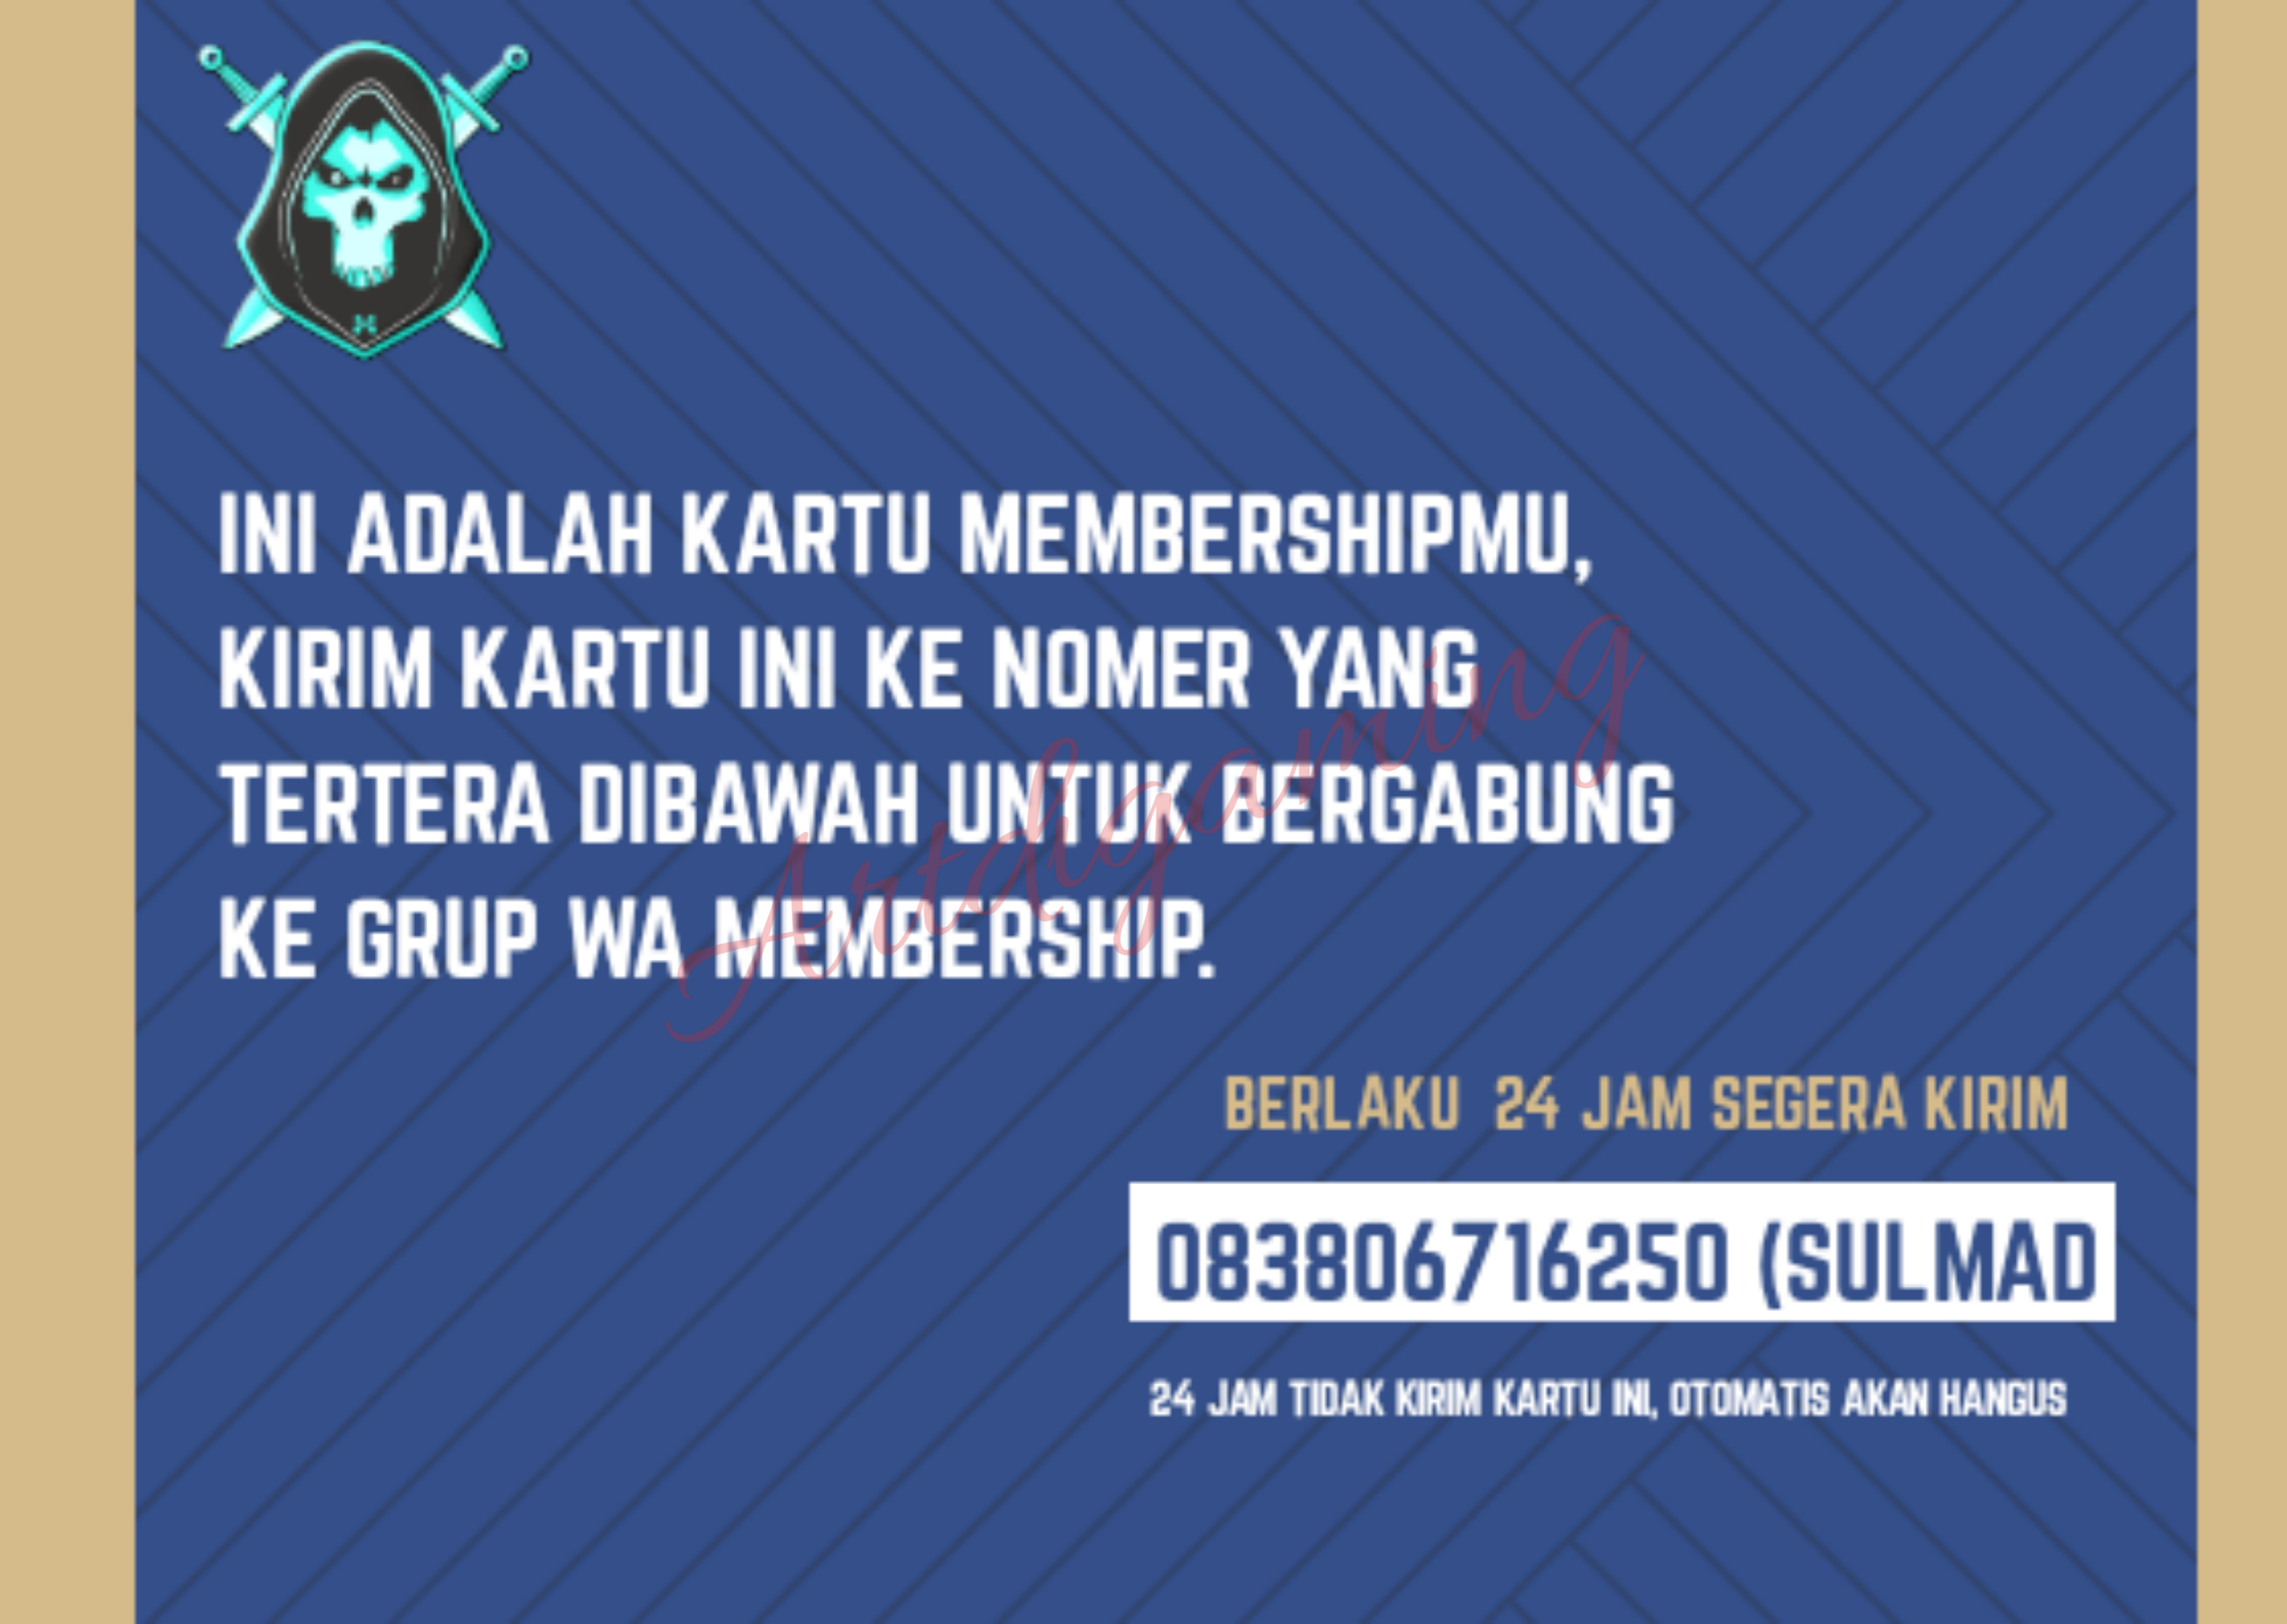 INI ADALAH KARTU MEMBERSHIPMU,
KIRIM KARTU INI KE NOMER YANG
TERTERA DIBAWAH UNTUK BERGABUNG
KE GRUP WA MEMBERSHIP.
Artdigaming
BERLAKU 24 JAM SEGERA KIRIM
083806716250 (SULMAD
24 JAM TIDAK KIRIM KARTU INI, OTOMATIS AKAN HANGUS